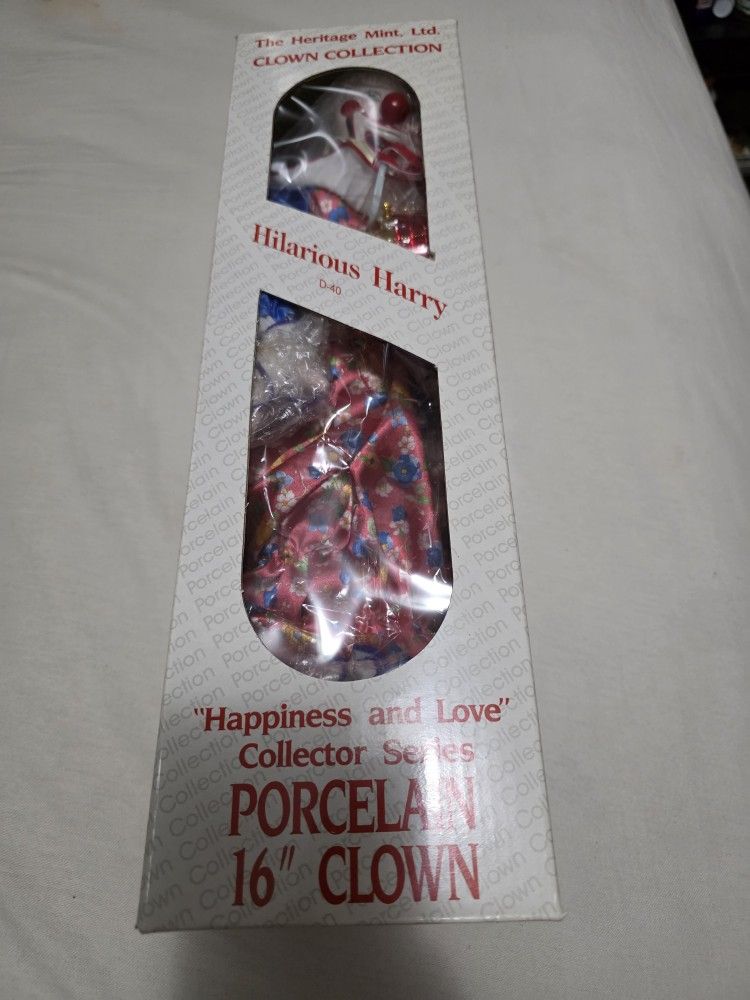 The Heritage Mint, Ltd.
CLOWN COLLECTION
Hilarious Harry
D-40
"Happiness and Love"
Collector Series
PORCELAIN
16" CLOWN